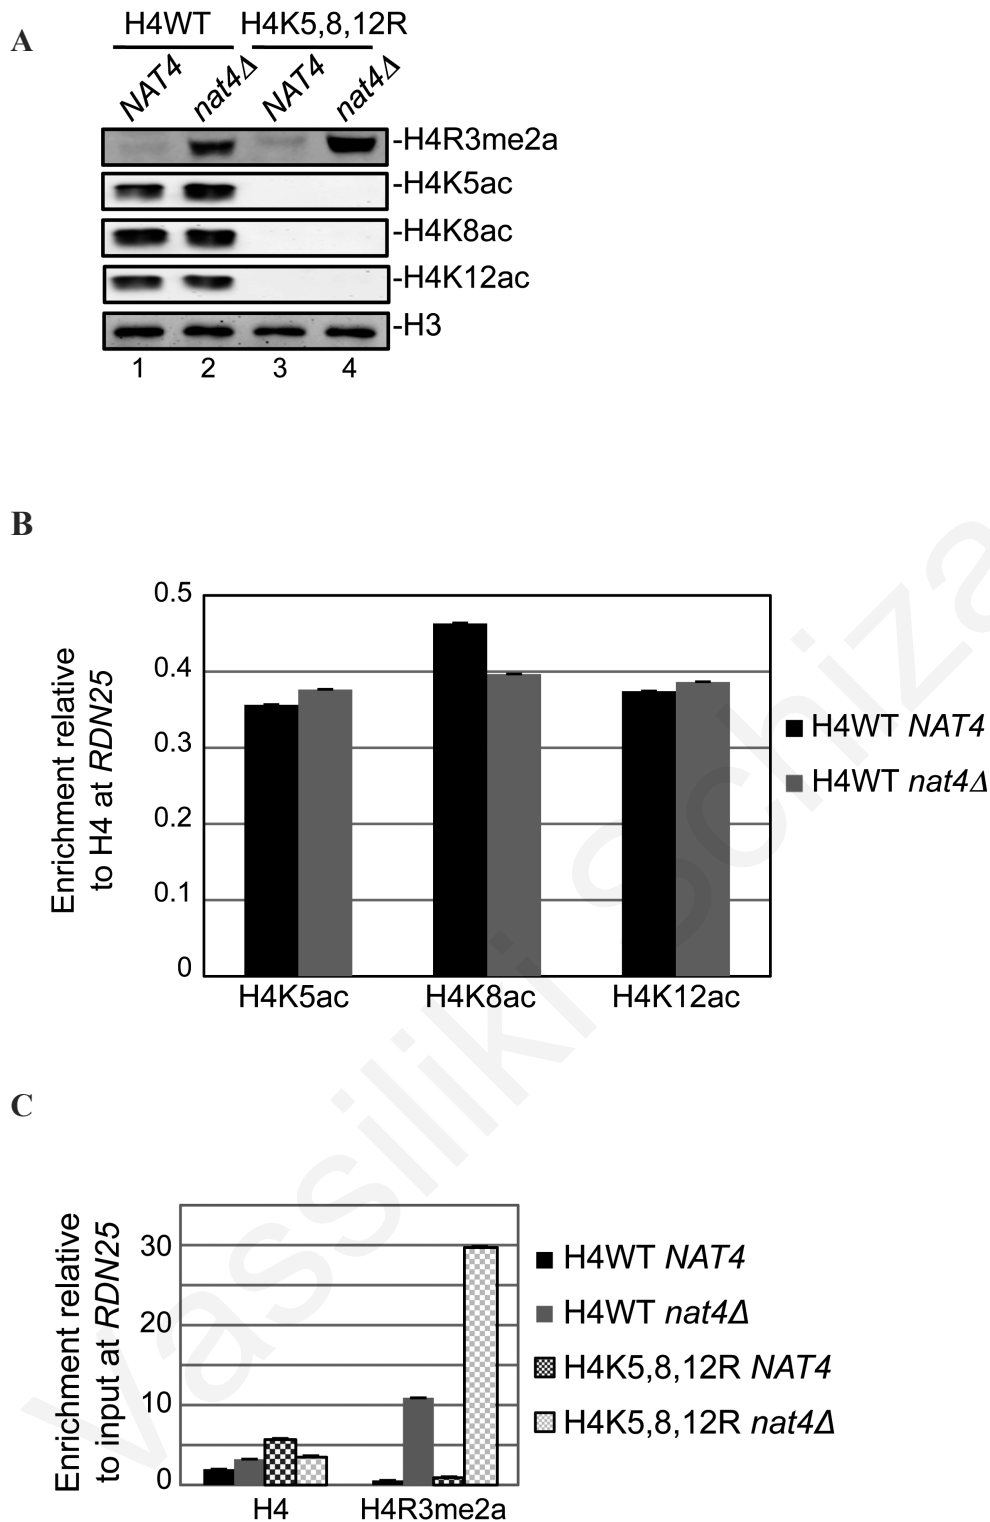 A
H4WT H4K5,8,12R
NAT4 nat4Δ NAT4 nat4Δ
-H4R3me2a
-H4K5ac
-H4K8ac
-H4K12ac
-H3
1 2 3 4
B
Enrichment relative
to H4 at RDN25
0.5
0.4
0.3
0.2
0.1
0
H4K5ac H4K8ac H4K12ac
H4WT NAT4
H4WT nat4Δ
C
Enrichment relative
to input at RDN25
30
20
10
0
H4 H4R3me2a
H4WT NAT4
H4WT nat4Δ
H4K5,8,12R NAT4
H4K5,8,12R nat4Δ
Vassiliki Schiza